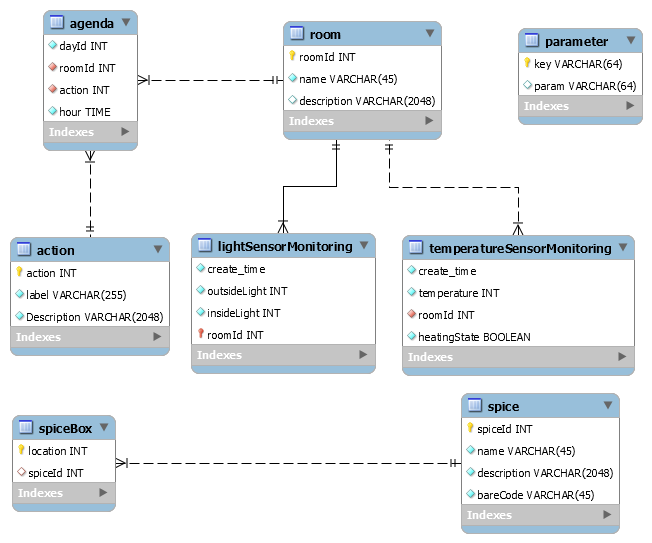 agenda
dayId INT
roomId INT
action INT
hour TIME
Indexes
room
roomId INT
name VARCHAR(45)
description VARCHAR(2048)
Indexes
parameter
key VARCHAR(64)
param VARCHAR(64)
Indexes
action
action INT
label VARCHAR(255)
Description VARCHAR(2048)
Indexes
lightSensorMonitoring
create_time
outsideLight INT
insideLight INT
roomId INT
Indexes
temperatureSensorMonitoring
create_time
temperature INT
roomId INT
heatingState BOOLEAN
Indexes
spiceBox
location INT
spiceId INT
Indexes
spice
spiceId INT
name VARCHAR(45)
description VARCHAR(2048)
bareCode VARCHAR(45)
Indexes